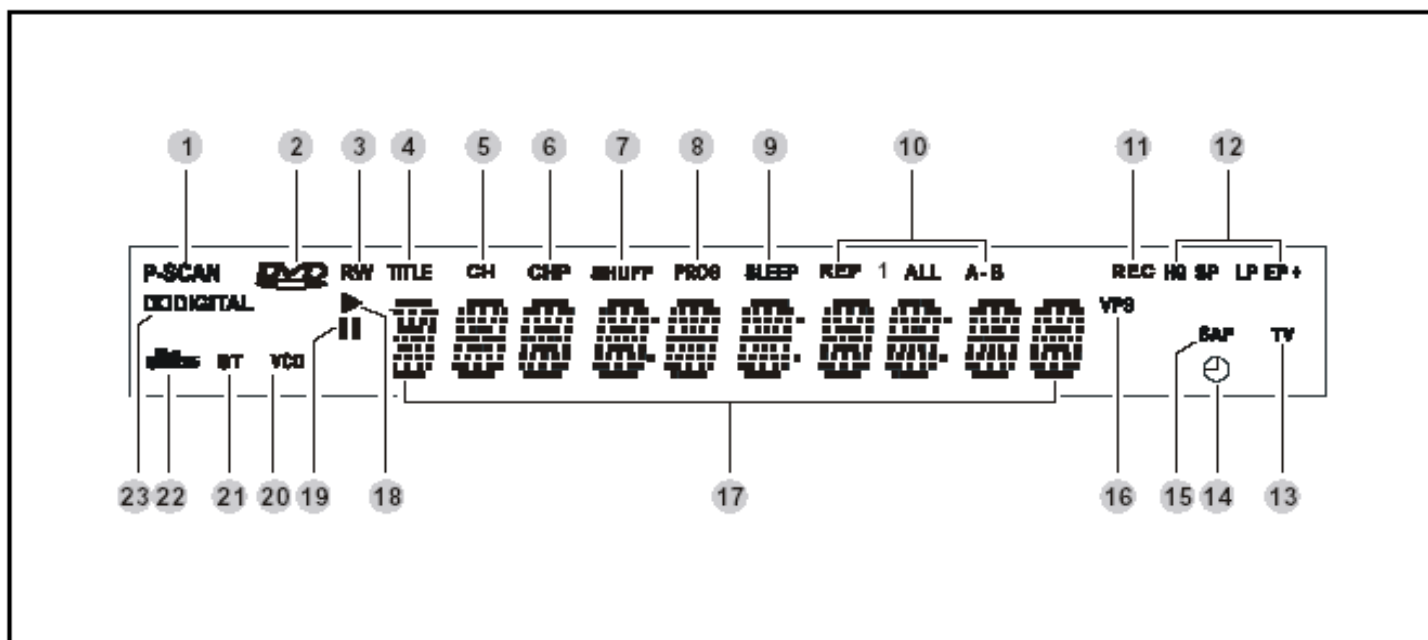 1 2 3 4 5 6 7 8 9 10 11 12
P-SCAN DVD RW TITLE CH CHP SHUFF PROG SLEEP REP 1 ALL A-B REC HQ SP LP EP+
DIGITAL VPS
SAP TV
ST VCD
23 22 21 20 19 18 17 16 15 14 13